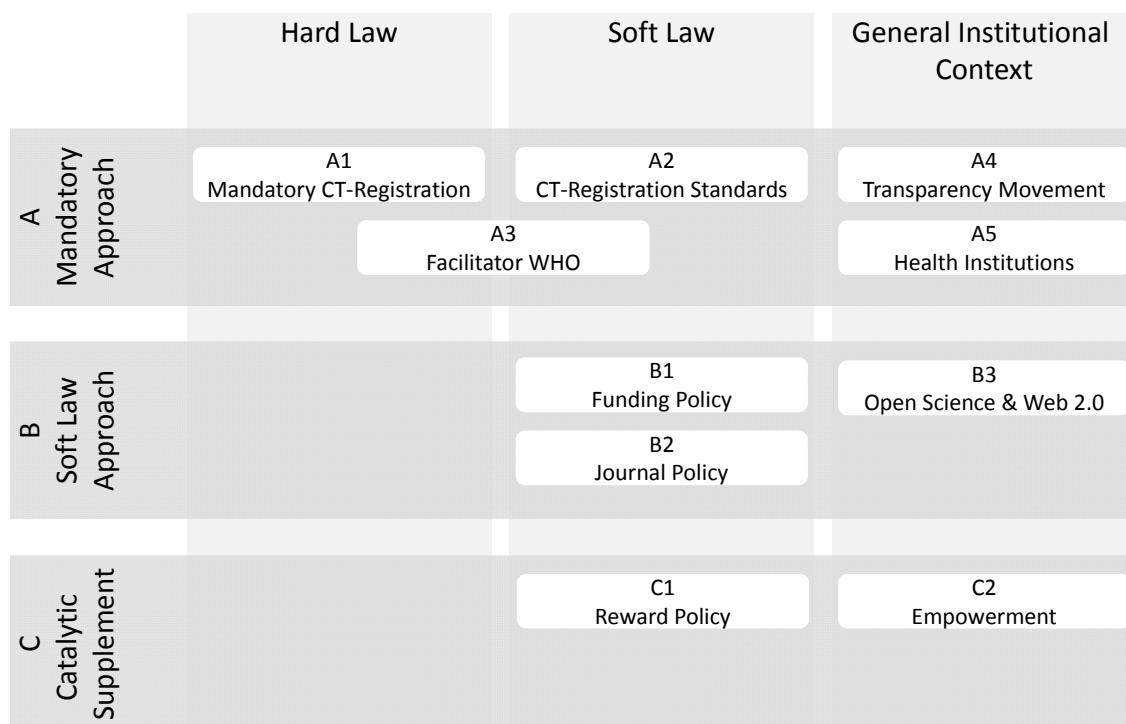 Hard Law
Soft Law
General Institutional
Context
A
Mandatory
Approach
A1
Mandatory CT-Registration
A2
CT-Registration Standards
A4
Transparency Movement
A3
Facilitator WHO
A5
Health Institutions
B
Soft Law
Approach
B1
Funding Policy
B3
Open Science & Web 2.0
B2
Journal Policy
C
Catalytic
Supplement
C1
Reward Policy
C2
Empowerment